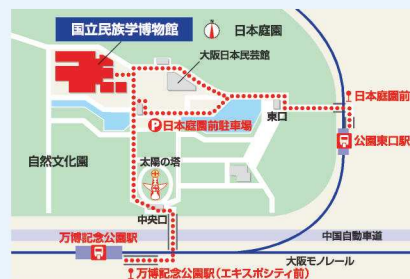 国立民族学博物館
日本庭園
大阪日本民芸館
日本庭園前
東口
P日本庭園前駐車場
公園東口駅
自然文化園
太陽の塔
中央口
万博記念公園駅
中国自動車道
大阪モノレール
万博記念公園駅(エキスポシティ前)